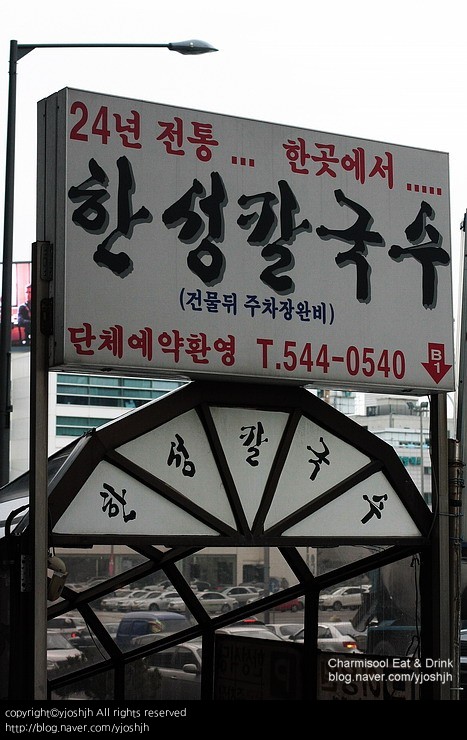 24년 전통 ... 한곳에서 .....
한성칼국수
(건물뒤 주차장완비)
단체예약환영 T.544-0540 B1
한성칼국수
Charmisool Eat & Drink
blog.naver.com/yjoshjh
copyright©yjoshjh All rights reserved
http://blog.naver.com/yjoshjh